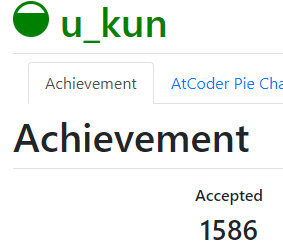 u_kun
Achievement AtCoder Pie Cha
Achievement
Accepted
1586